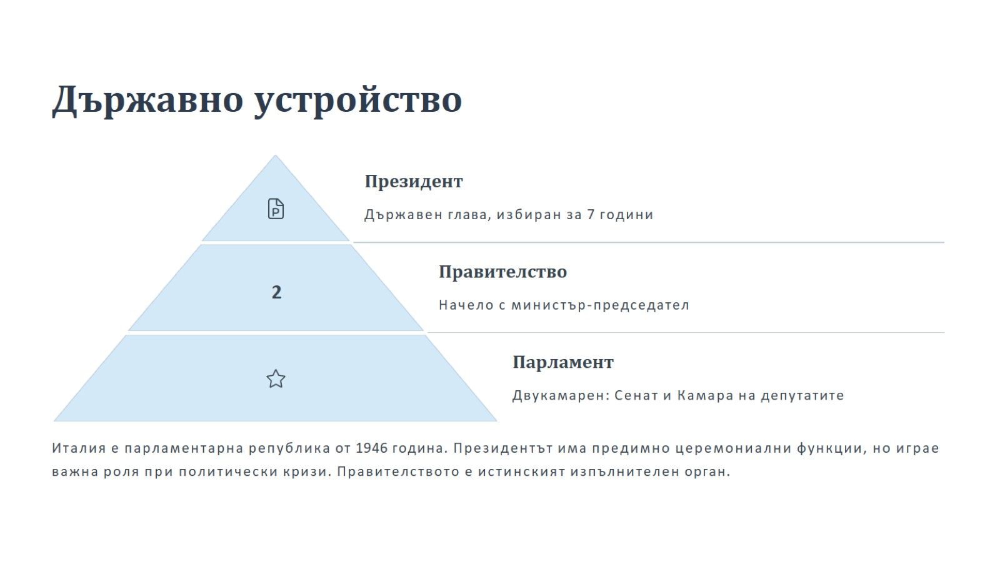 Държавно устройство
P
Президент
Държавен глава, избиран за 7 години
2
Правителство
Начело с министър-председател
Парламент
Двукамарен: Сенат и Камара на депутатите
Италия е парламентарна република от 1946 година. Президентът има предимно церемониални функции, но играе
важна роля при политически кризи. Правителството е истинският изпълнителен орган.